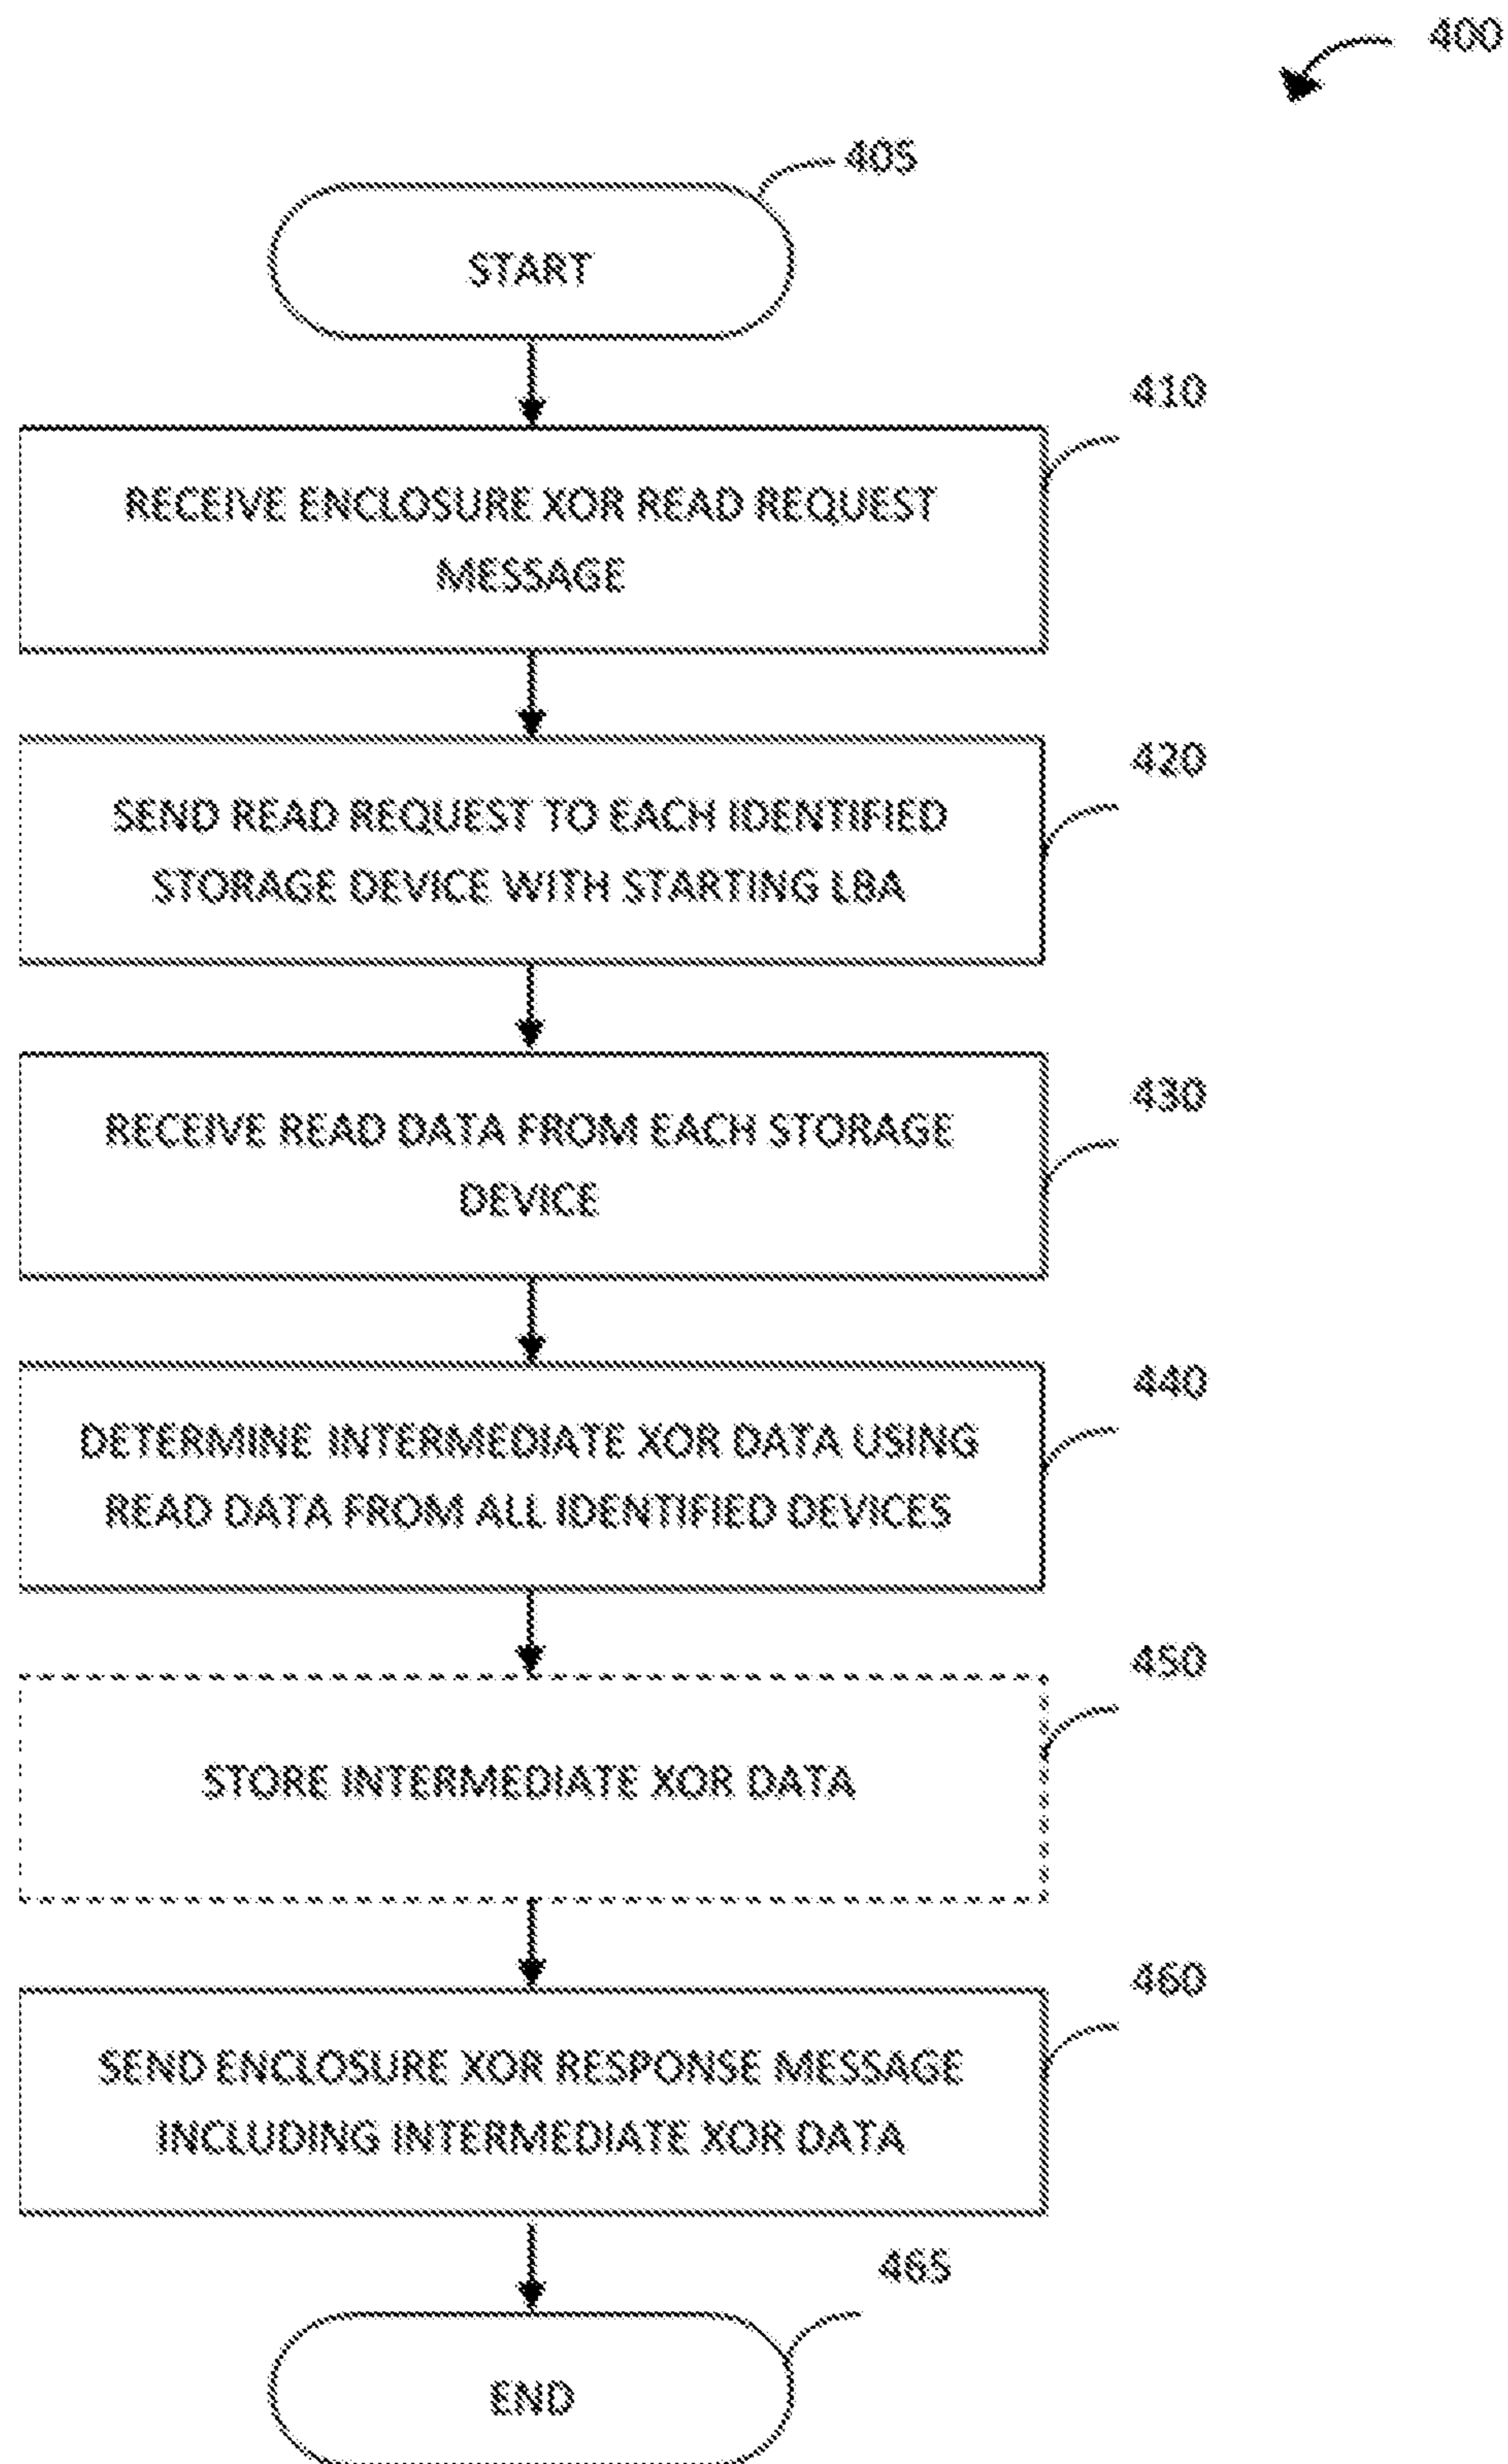 400
405
START
410
RECEIVE ENCLOSURE XOR READ REQUEST
MESSAGE
420
SEND READ REQUEST TO EACH IDENTIFIED
STORAGE DEVICE WITH STARTING LBA
430
RECEIVE READ DATA FROM EACH STORAGE
DEVICE
440
DETERMINE INTERMEDIATE XOR DATA USING
READ DATA FROM ALL IDENTIFIED DEVICES
450
STORE INTERMEDIATE XOR DATA
460
SEND ENCLOSURE XOR RESPONSE MESSAGE
INCLUDING INTERMEDIATE XOR DATA
465
END